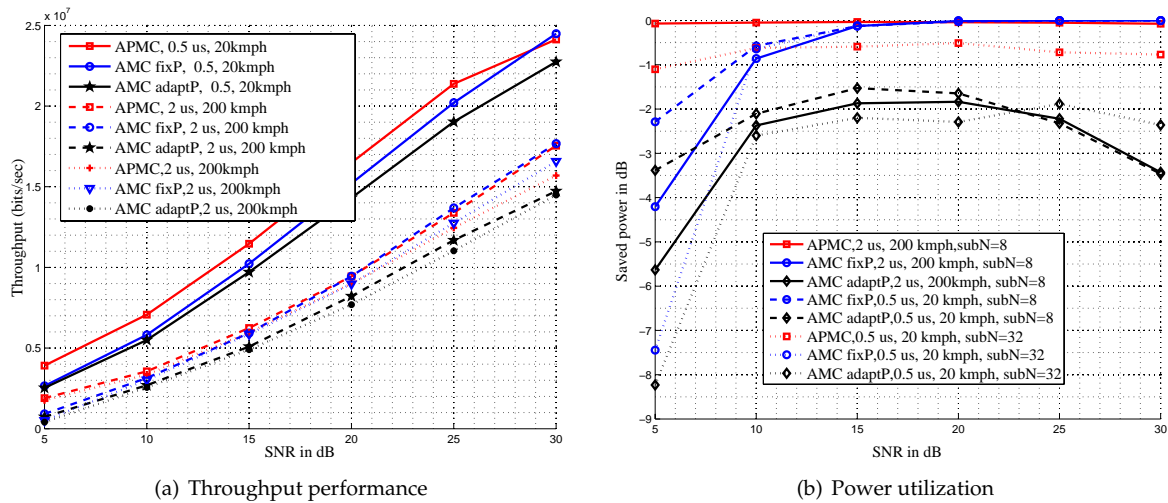 x 10^7
2.5
2
1.5
1
0.5
0
5 10 15 20 25 30
SNR in dB
Throughput (bits/sec)
APMC, 0.5 us, 20kmph
AMC fixP, 0.5, 20kmph
AMC adaptP, 0.5, 20kmph
APMC, 2 us, 200 kmph
AMC fixP, 2 us, 200 kmph
AMC adaptP, 2 us, 200 kmph
APMC,2 us, 200kmph
AMC fixP,2 us, 200kmph
AMC adaptP,2 us, 200kmph
(a) Throughput performance
0
−1
−2
−3
−4
−5
−6
−7
−8
−9
5 10 15 20 25 30
SNR in dB
Saved power in dB
APMC,2 us, 200 kmph,subN=8
AMC fixP,2 us, 200 kmph, subN=8
AMC adaptP,2 us, 200kmph, subN=8
AMC fixP,0.5 us, 20 kmph, subN=8
AMC adaptP,0.5 us, 20 kmph, subN=8
APMC,0.5 us, 20 kmph, subN=32
AMC fixP,0.5 us, 20 kmph, subN=32
AMC adaptP,0.5 us, 20 kmph, subN=32
(b) Power utilization